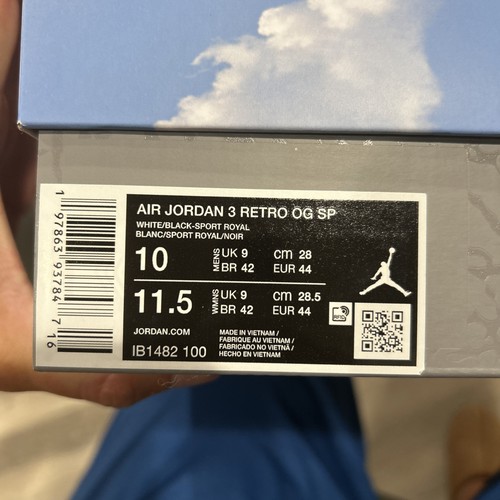 AIR JORDAN 3 RETRO OG SP
WHITE/BLACK-SPORT ROYAL
BLANC/SPORT ROYAL/NOIR
10 MENS UK 9 cm 28
BR 42 EUR 44
11.5 WMNS UK 9 cm 28.5
BR 42 EUR 44
JORDAN.COM
IB1482 100
MADE IN VIETNAM /
FABRIQUE AU VIETNAM /
FABRICADO NO VIETNÃ /
HECHO EN VIETNAM
RFID
1 97863 93784 7 16